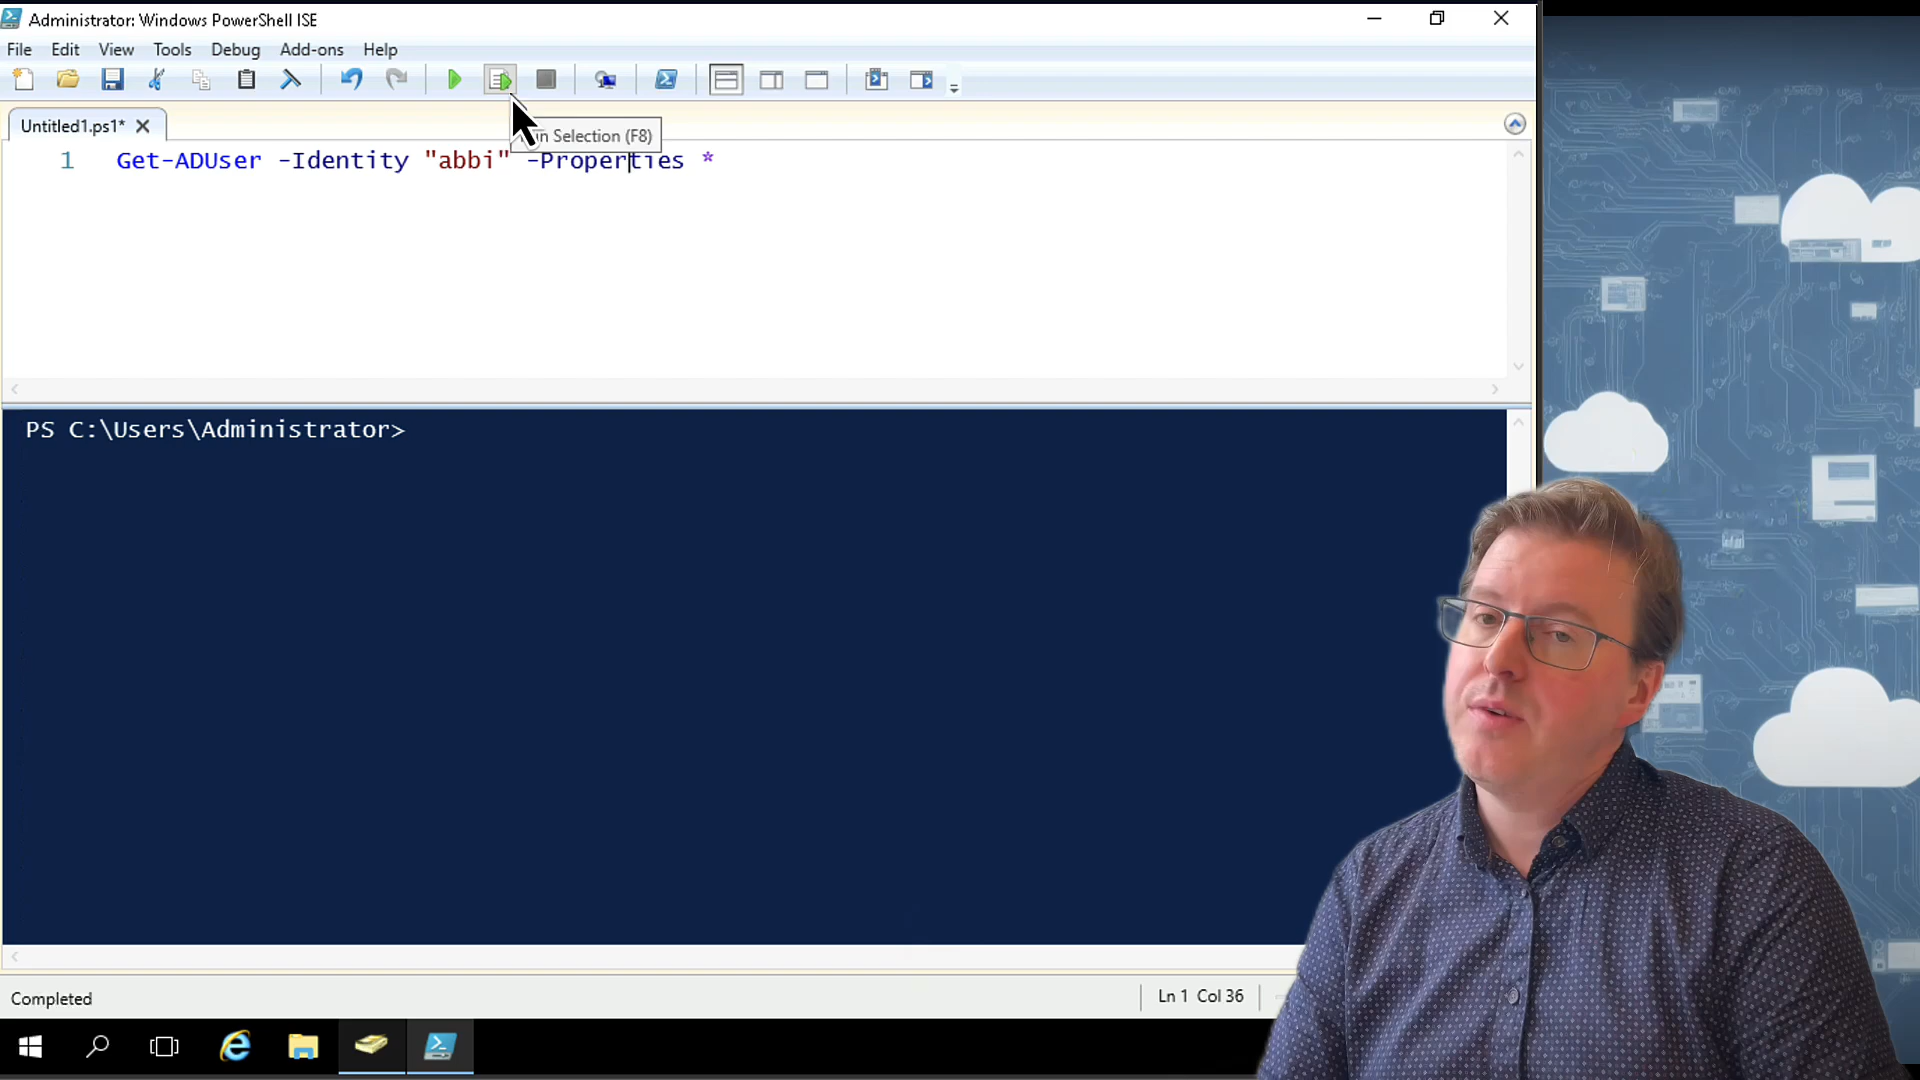 Administrator: Windows PowerShell ISE
File Edit View Tools Debug Add-ons Help
Untitled1.ps1*
Selection (F8)
1 Get-ADUser -Identity "abbi" -Properties *
PS C:\Users\Administrator>
Completed
Ln 1 Col 36